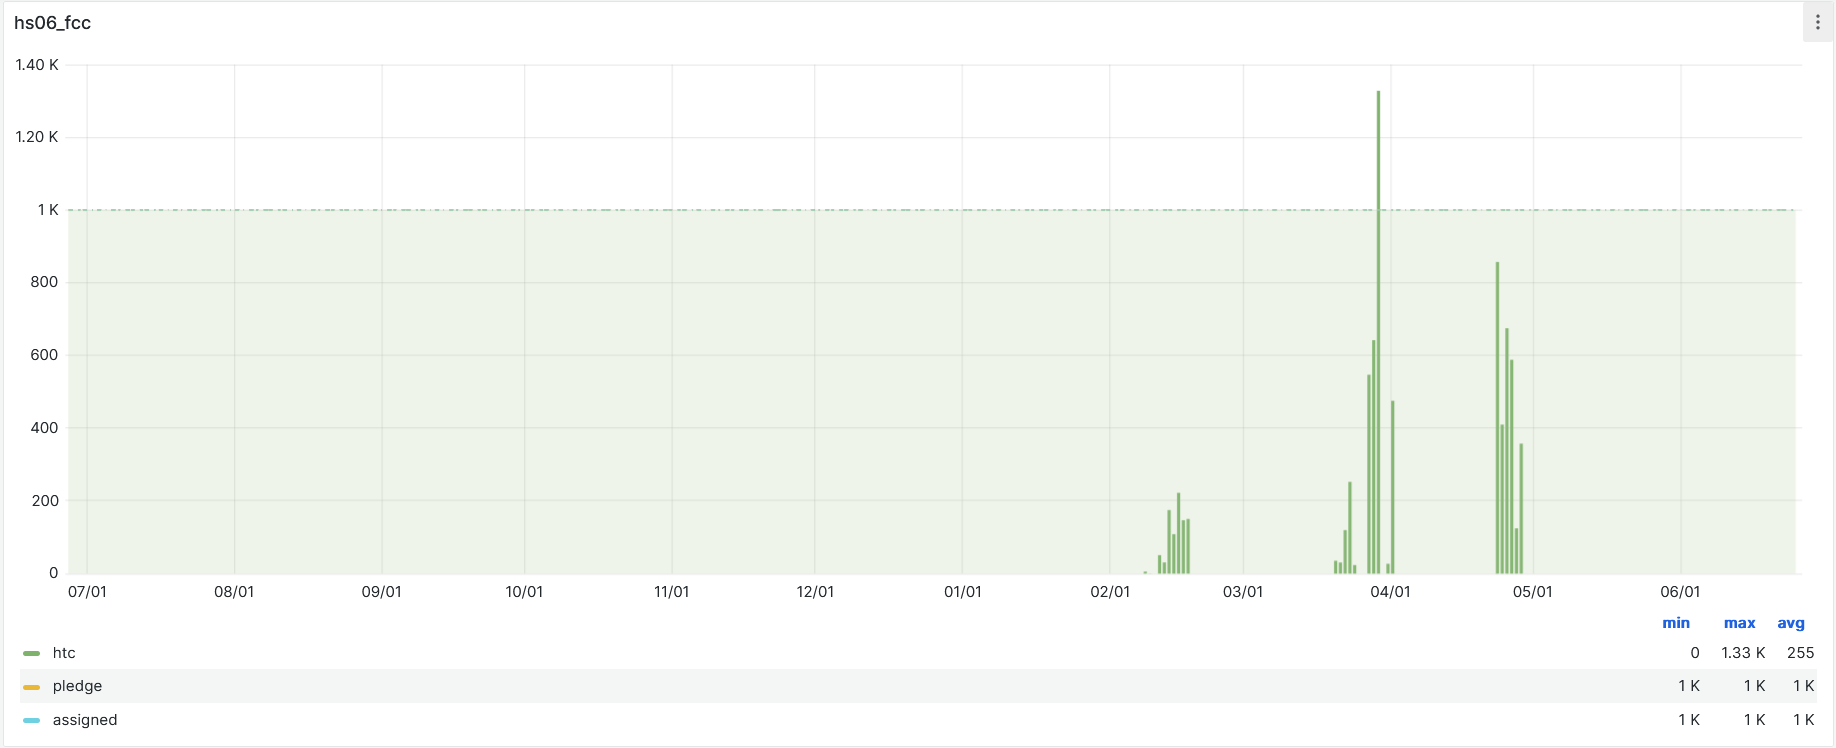 hs06_fcc
1.40 K
1.20 K
1 K
800
600
400
200
0
07/01 08/01 09/01 10/01 11/01 12/01 01/01 02/01 03/01 04/01 05/01 06/01
min max avg
htc 0 1.33 K 255
pledge 1 K 1 K 1 K
assigned 1 K 1 K 1 K